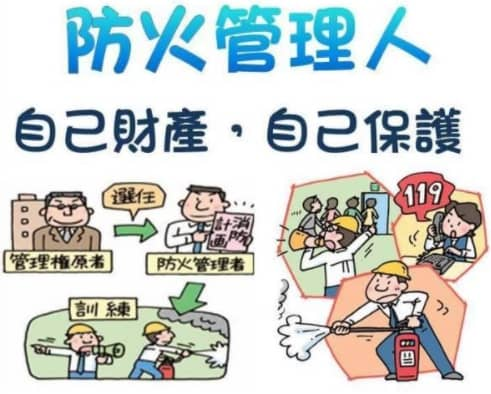 防火管理人
自己財產，自己保護
選任
消防
計畫
管理權原者
防火管理者
訓練
119